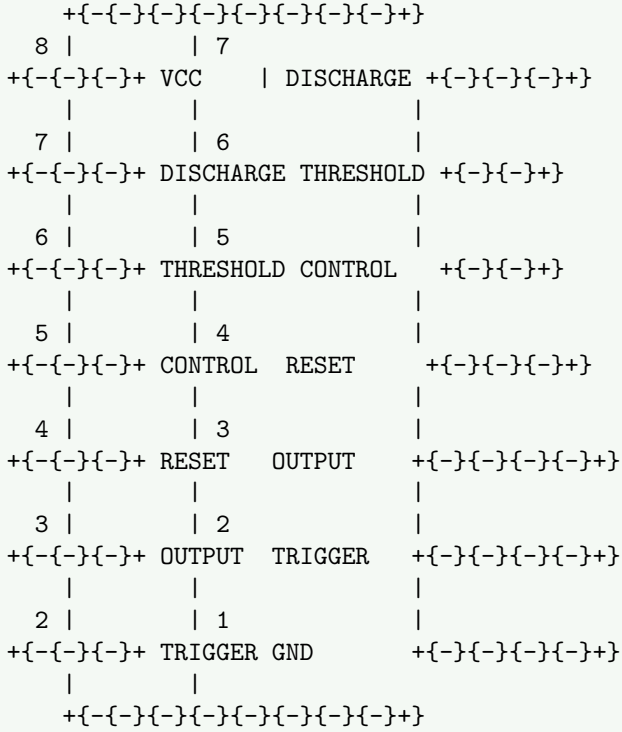 +{-{-}{-}{-}{-}{-}{-}{-}+}
8 | | 7
+{-{-}{-}+ VCC | DISCHARGE +{-}{-}{-}+}
| | |
7 | | 6 |
+{-{-}{-}+ DISCHARGE THRESHOLD +{-}{-}+}
| | |
6 | | 5 |
+{-{-}{-}+ THRESHOLD CONTROL +{-}{-}+}
| | |
5 | | 4 |
+{-{-}{-}+ CONTROL RESET +{-}{-}{-}+}
| | |
4 | | 3 |
+{-{-}{-}+ RESET OUTPUT +{-}{-}{-}{-}+}
| | |
3 | | 2 |
+{-{-}{-}+ OUTPUT TRIGGER +{-}{-}{-}{-}+}
| | |
2 | | 1 |
+{-{-}{-}+ TRIGGER GND +{-}{-}{-}{-}+}
| |
+{-{-}{-}{-}{-}{-}{-}{-}+}